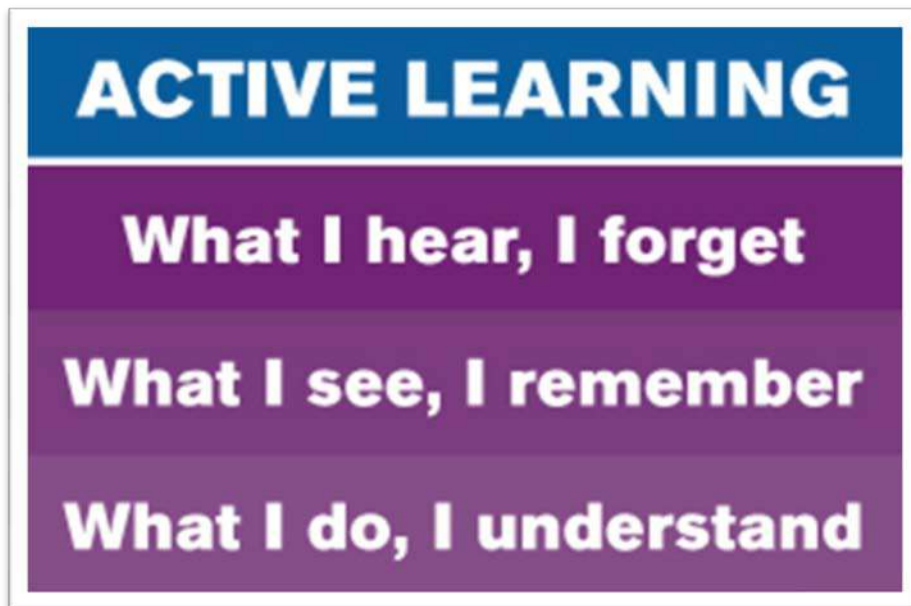 ACTIVE LEARNING
What I hear, I forget
What I see, I remember
What I do, I understand